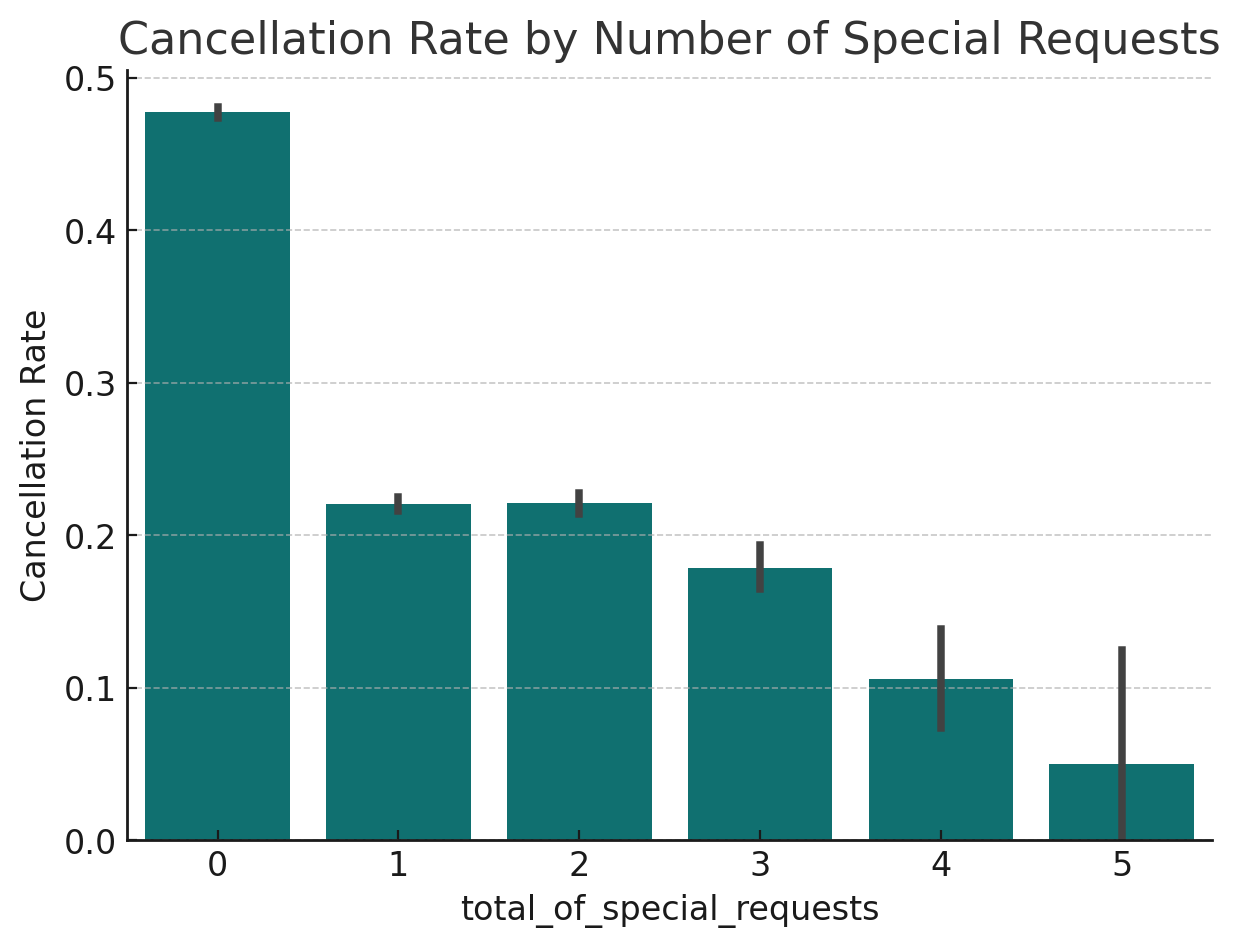 Cancellation Rate by Number of Special Requests
0.5
0.4
0.3
0.2
0.1
0.0
Cancellation Rate
0 1 2 3 4 5
total_of_special_requests